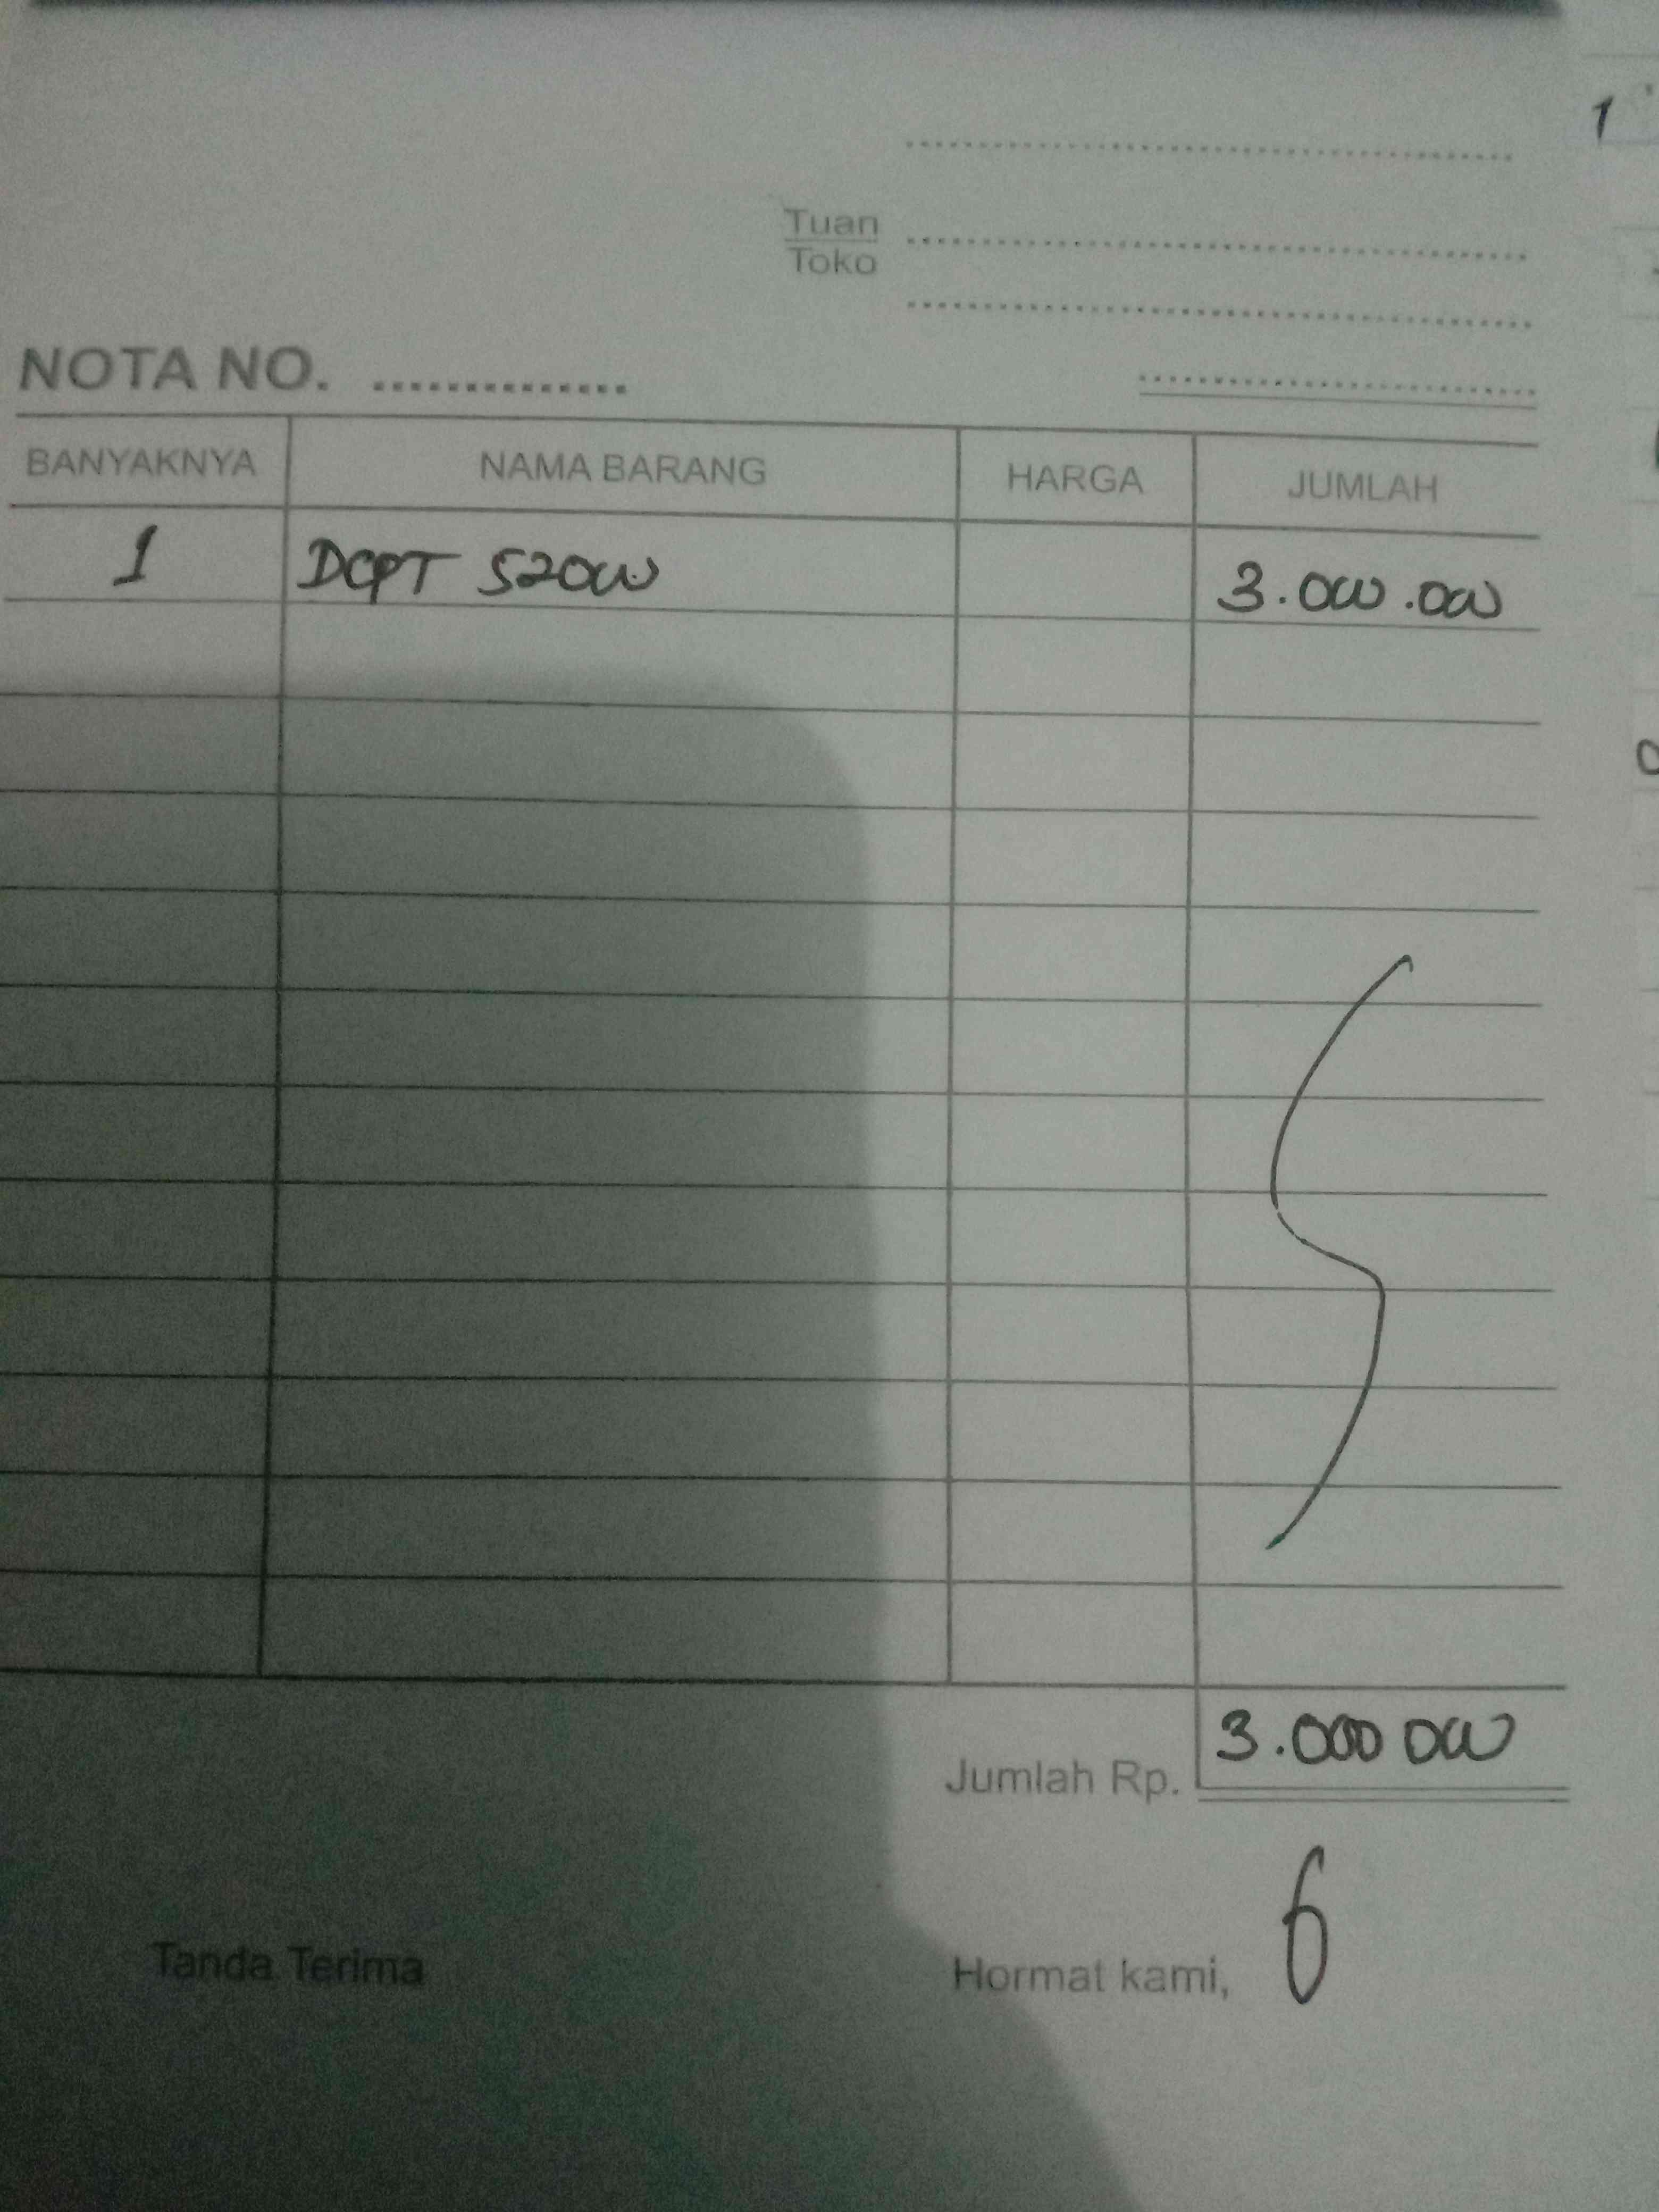 Tuan
Toko
NOTA NO. ...............
BANYAKNYA NAMA BARANG HARGA JUMLAH
1 DCPT 520W 3.000.000
Jumlah Rp. 3.000 000
Tanda Terima Hormat kami,